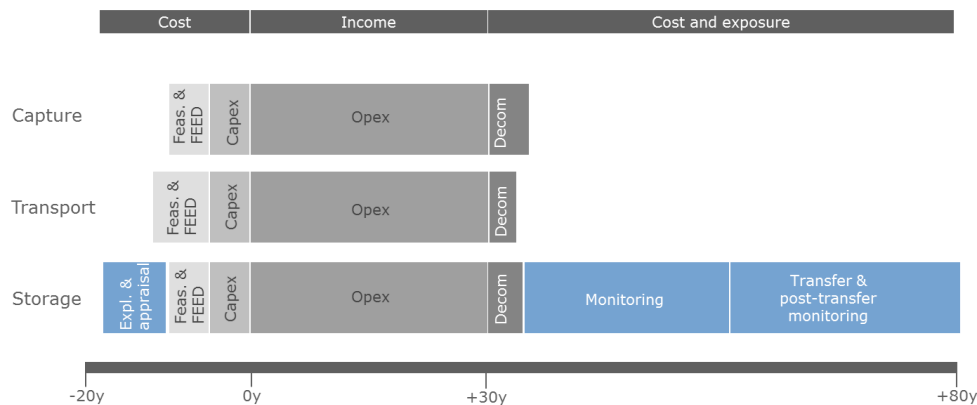 Cost Income Cost and exposure
Capture
Feas. &
FEED
Capex
Opex
Decom
Transport
Feas. &
FEED
Capex
Opex
Decom
Storage
Expl. &
appraisal
Feas. &
FEED
Capex
Opex
Decom
Monitoring
Transfer &
post-transfer
monitoring
-20y 0y +30y +80y